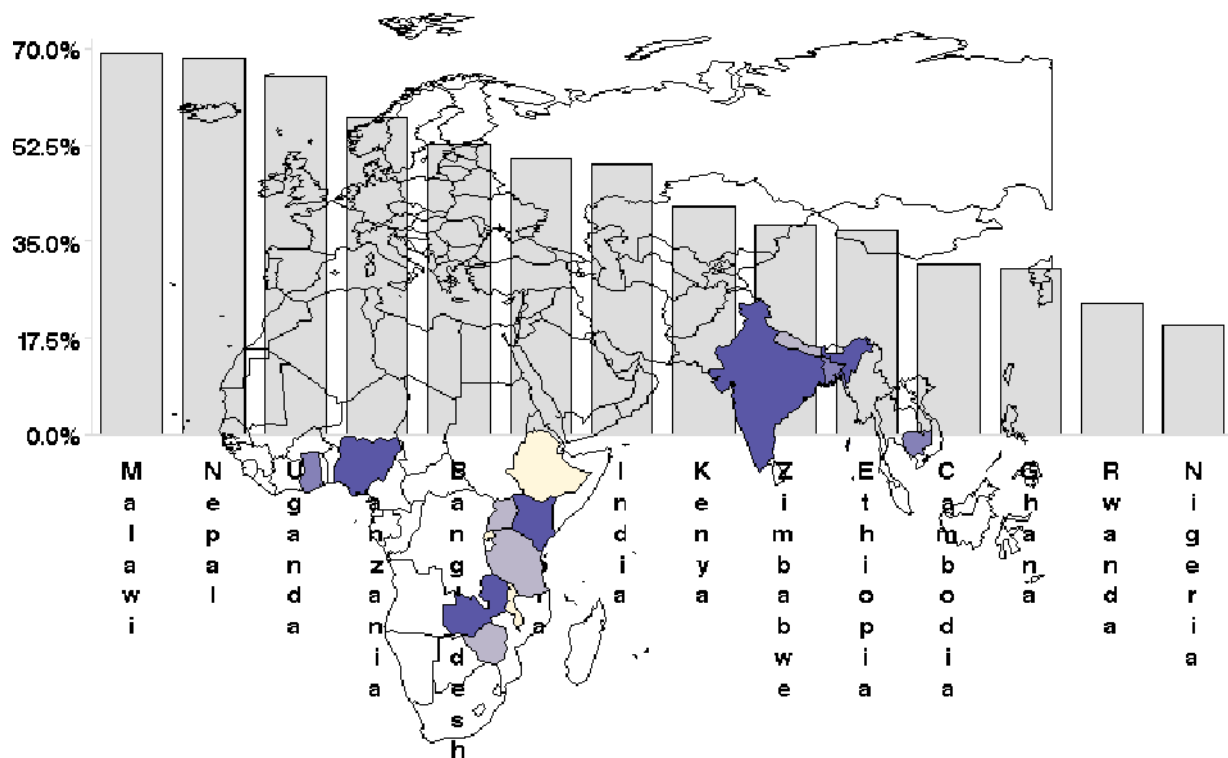 70.0%
52.5%
35.0%
17.5%
0.0%
Malawi
Nepal
Uganda
Tanzania
Bangladesh
India
Kenya
Zimbabwe
Ethiopia
Cambodia
Ghana
Rwanda
Nigeria